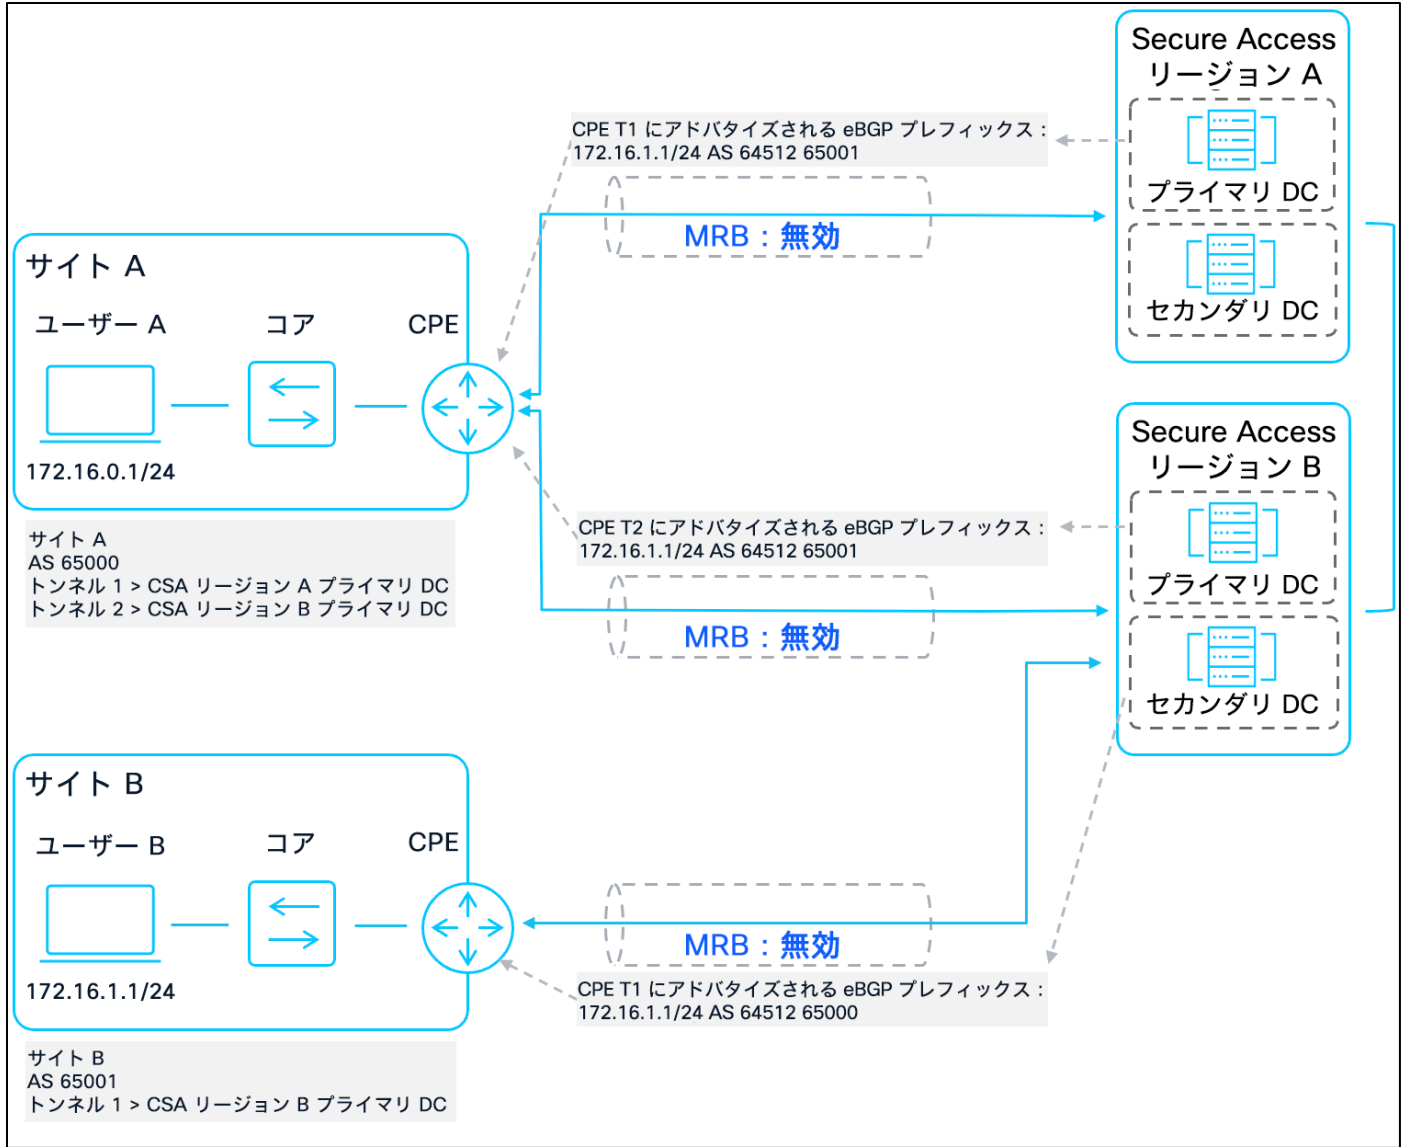 Secure Access
リージョン A
プライマリ DC
セカンダリ DC
CPE T1 にアドバタイズされる eBGP プレフィックス：
172.16.1.1/24 AS 64512 65001
MRB：無効
サイト A
ユーザー A
コア
CPE
172.16.0.1/24
サイト A
AS 65000
トンネル 1 > CSA リージョン A プライマリ DC
トンネル 2 > CSA リージョン B プライマリ DC
Secure Access
リージョン B
プライマリ DC
セカンダリ DC
CPE T2 にアドバタイズされる eBGP プレフィックス：
172.16.1.1/24 AS 64512 65001
MRB：無効
サイト B
ユーザー B
コア
CPE
172.16.1.1/24
MRB：無効
CPE T1 にアドバタイズされる eBGP プレフィックス：
172.16.1.1/24 AS 64512 65000
サイト B
AS 65001
トンネル 1 > CSA リージョン B プライマリ DC